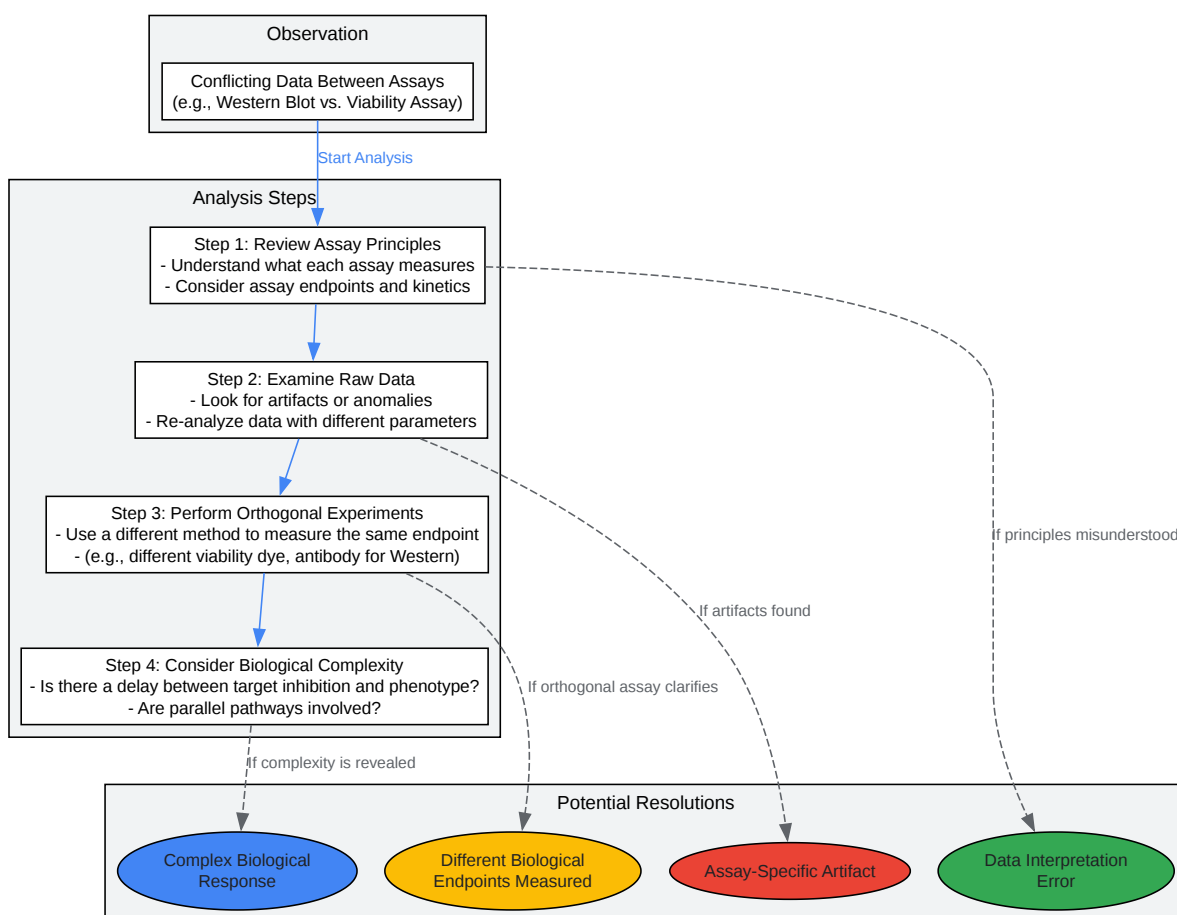 Observation
Conflicting Data Between Assays
(e.g., Western Blot vs. Viability Assay)
Start Analysis
Analysis Steps
Step 1: Review Assay Principles
- Understand what each assay measures
- Consider assay endpoints and kinetics
Step 2: Examine Raw Data
- Look for artifacts or anomalies
- Re-analyze data with different parameters
Step 3: Perform Orthogonal Experiments
- Use a different method to measure the same endpoint
- (e.g., different viability dye, antibody for Western)
If principles misunderstood
If artifacts found
Step 4: Consider Biological Complexity
- Is there a delay between target inhibition and phenotype?
- Are parallel pathways involved?
If orthogonal assay clarifies
If complexity is revealed
Potential Resolutions
Complex Biological
Response
Different Biological
Endpoints Measured
Assay-Specific Artifact
Data Interpretation
Error